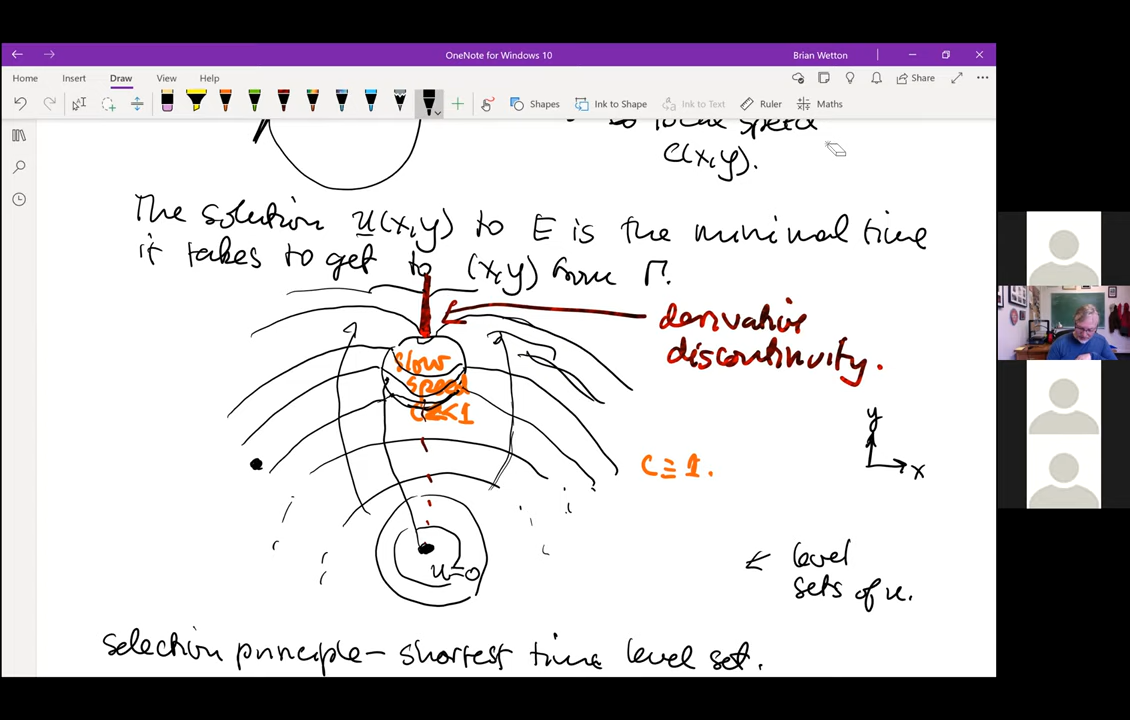 OneNote for Windows 10
Brian Wetton
Home Insert Draw View Help
Share
Shapes
Ink to Shape
Ink to Text
Ruler
Maths
local speed
C(x,y).
The solution u(x,y) to E is the minimal time
it takes to get to (x,y) from Γ.
derivative
discontinuity.
slow
speed
C<<1
C≡1.
y
x
u=0
← level
sets of u.
selection principle - shortest time level set.